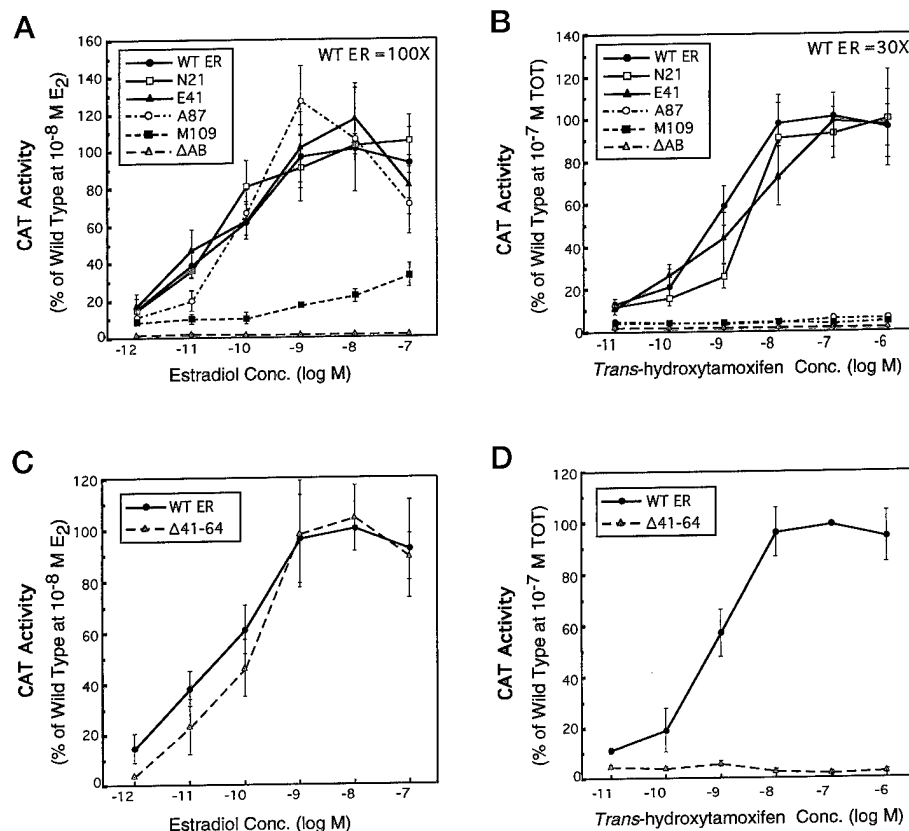 A
WT ER = 100X
WT ER
N21
E41
A87
M109
ΔAB
160
140
120
100
80
60
40
20
0
-12 -11 -10 -9 -8 -7
CAT Activity
(% of Wild Type at 10⁻⁸ M E₂)
Estradiol Conc. (log M)
B
WT ER = 30X
WT ER
N21
E41
A87
M109
ΔAB
140
120
100
80
60
40
20
0
-11 -10 -9 -8 -7 -6
CAT Activity
(% of Wild Type at 10⁻⁷ M TOT)
Trans-hydroxytamoxifen Conc. (log M)
C
WT ER
Δ41-64
120
100
80
60
40
20
0
-12 -11 -10 -9 -8 -7
CAT Activity
(% of Wild Type at 10⁻⁸ M E₂)
Estradiol Conc. (log M)
D
WT ER
Δ41-64
120
100
80
60
40
20
0
-11 -10 -9 -8 -7 -6
CAT Activity
(% of Wild Type at 10⁻⁷ M TOT)
Trans-hydroxytamoxifen Conc. (log M)